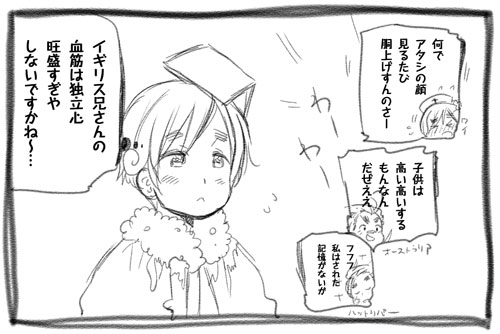 何で
アタシの顔
見るたび
胴上げすんのさー
ワイ
子供は
高い高いする
もんなん
だぜええ
オーストラリア
フフフ
私はされた
記憶がないが
ハットリバー
わー
わー
イギリス兄さんの
血筋は独立心
旺盛すぎや
しないですかね～…